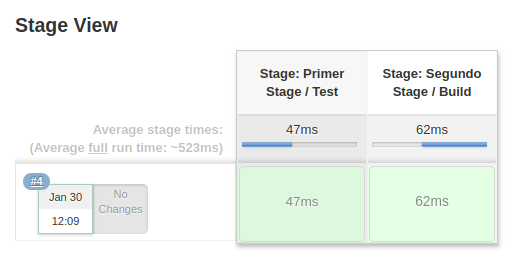 Stage View
Stage: Primer
Stage / Test
Stage: Segundo
Stage / Build
Average stage times:
(Average full run time: ~523ms)
47ms
62ms
#4
Jan 30
12:09
No
Changes
47ms
62ms